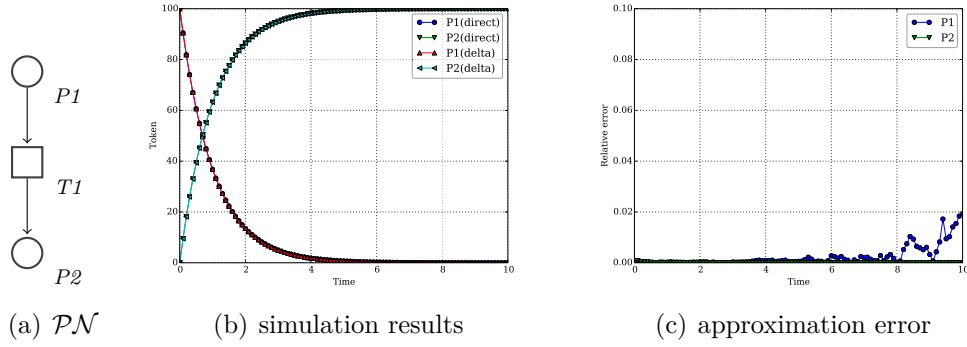 P1
T1
P2
100
80
60
40
20
0
Token
0 2 4 6 8 10
Time
P1(direct)
P2(direct)
P1(delta)
P2(delta)
0.10
0.08
0.06
0.04
0.02
0.00
Relative error
0 2 4 6 8 10
Time
P1
P2
(a) PN (b) simulation results (c) approximation error